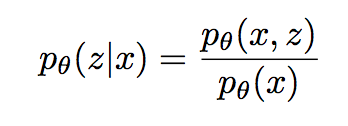 p_θ(z|x) = p_θ(x, z) / p_θ(x)